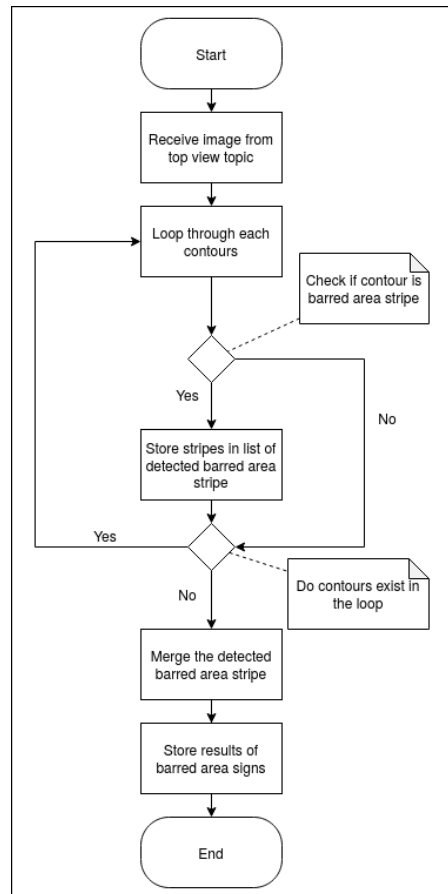 Start
Receive image from
top view topic
Loop through each
contours
Check if contour is
barred area stripe
Yes
No
Store stripes in list of
detected barred area
stripe
Yes
Do contours exist in
the loop
No
Merge the detected
barred area stripe
Store results of
barred area signs
End